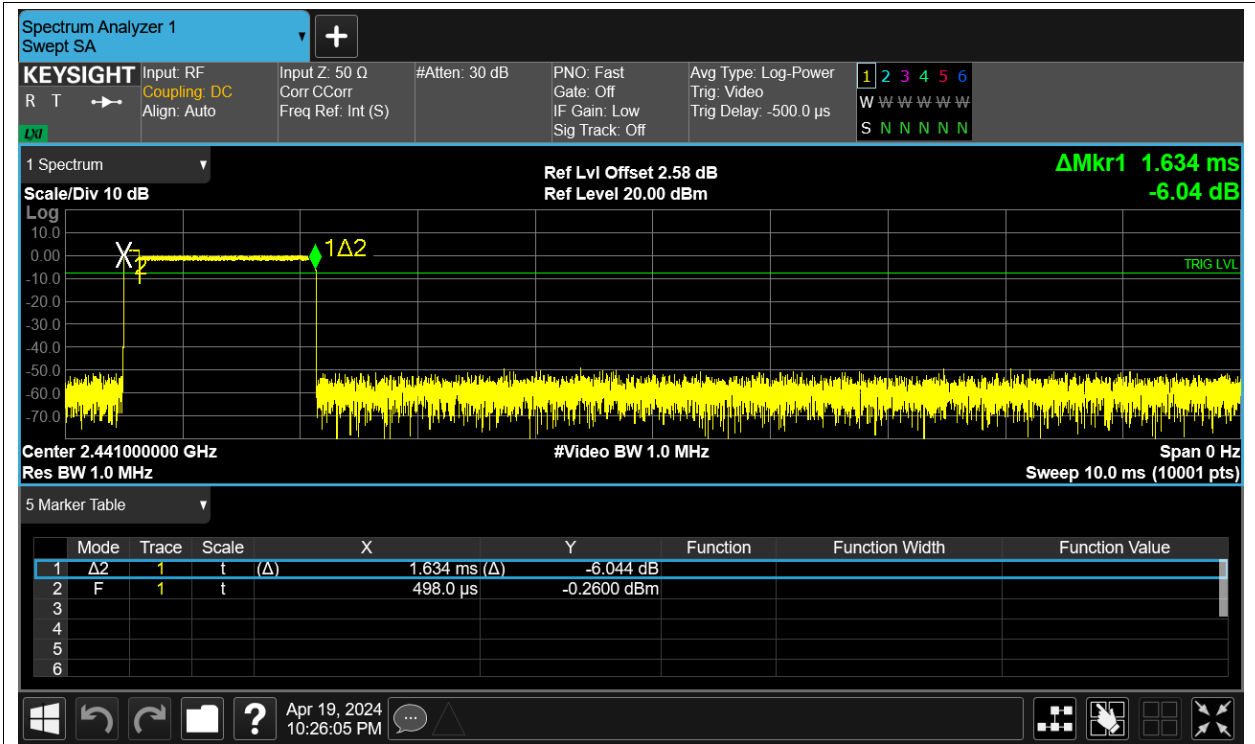 Spectrum Analyzer 1
Swept SA
KEYSIGHT Input: RF Input Z: 50 Ω #Atten: 30 dB PNO: Fast Avg Type: Log-Power 1 2 3 4 5 6
R T Coupling: DC Corr CCorr Gate: Off Trig: Video
Align: Auto Freq Ref: Int (S) IF Gain: Low Trig Delay: -500.0 µs W W W W W W
LXI Sig Track: Off S N N N N N
1 Spectrum Ref Lvl Offset 2.58 dB ΔMkr1 1.634 ms
Scale/Div 10 dB Ref Level 20.00 dBm -6.04 dB
Log
10.0
0.00 X 2 1Δ2
TRIG LVL
-10.0
-20.0
-30.0
-40.0
-50.0
-60.0
-70.0
Center 2.441000000 GHz #Video BW 1.0 MHz Span 0 Hz
Res BW 1.0 MHz Sweep 10.0 ms (10001 pts)
5 Marker Table
Mode Trace Scale X Y Function Function Width Function Value
1 Δ2 1 t (Δ) 1.634 ms (Δ) -6.044 dB
2 F 1 t 498.0 µs -0.2600 dBm
3
4
5
6
? Apr 19, 2024
10:26:05 PM